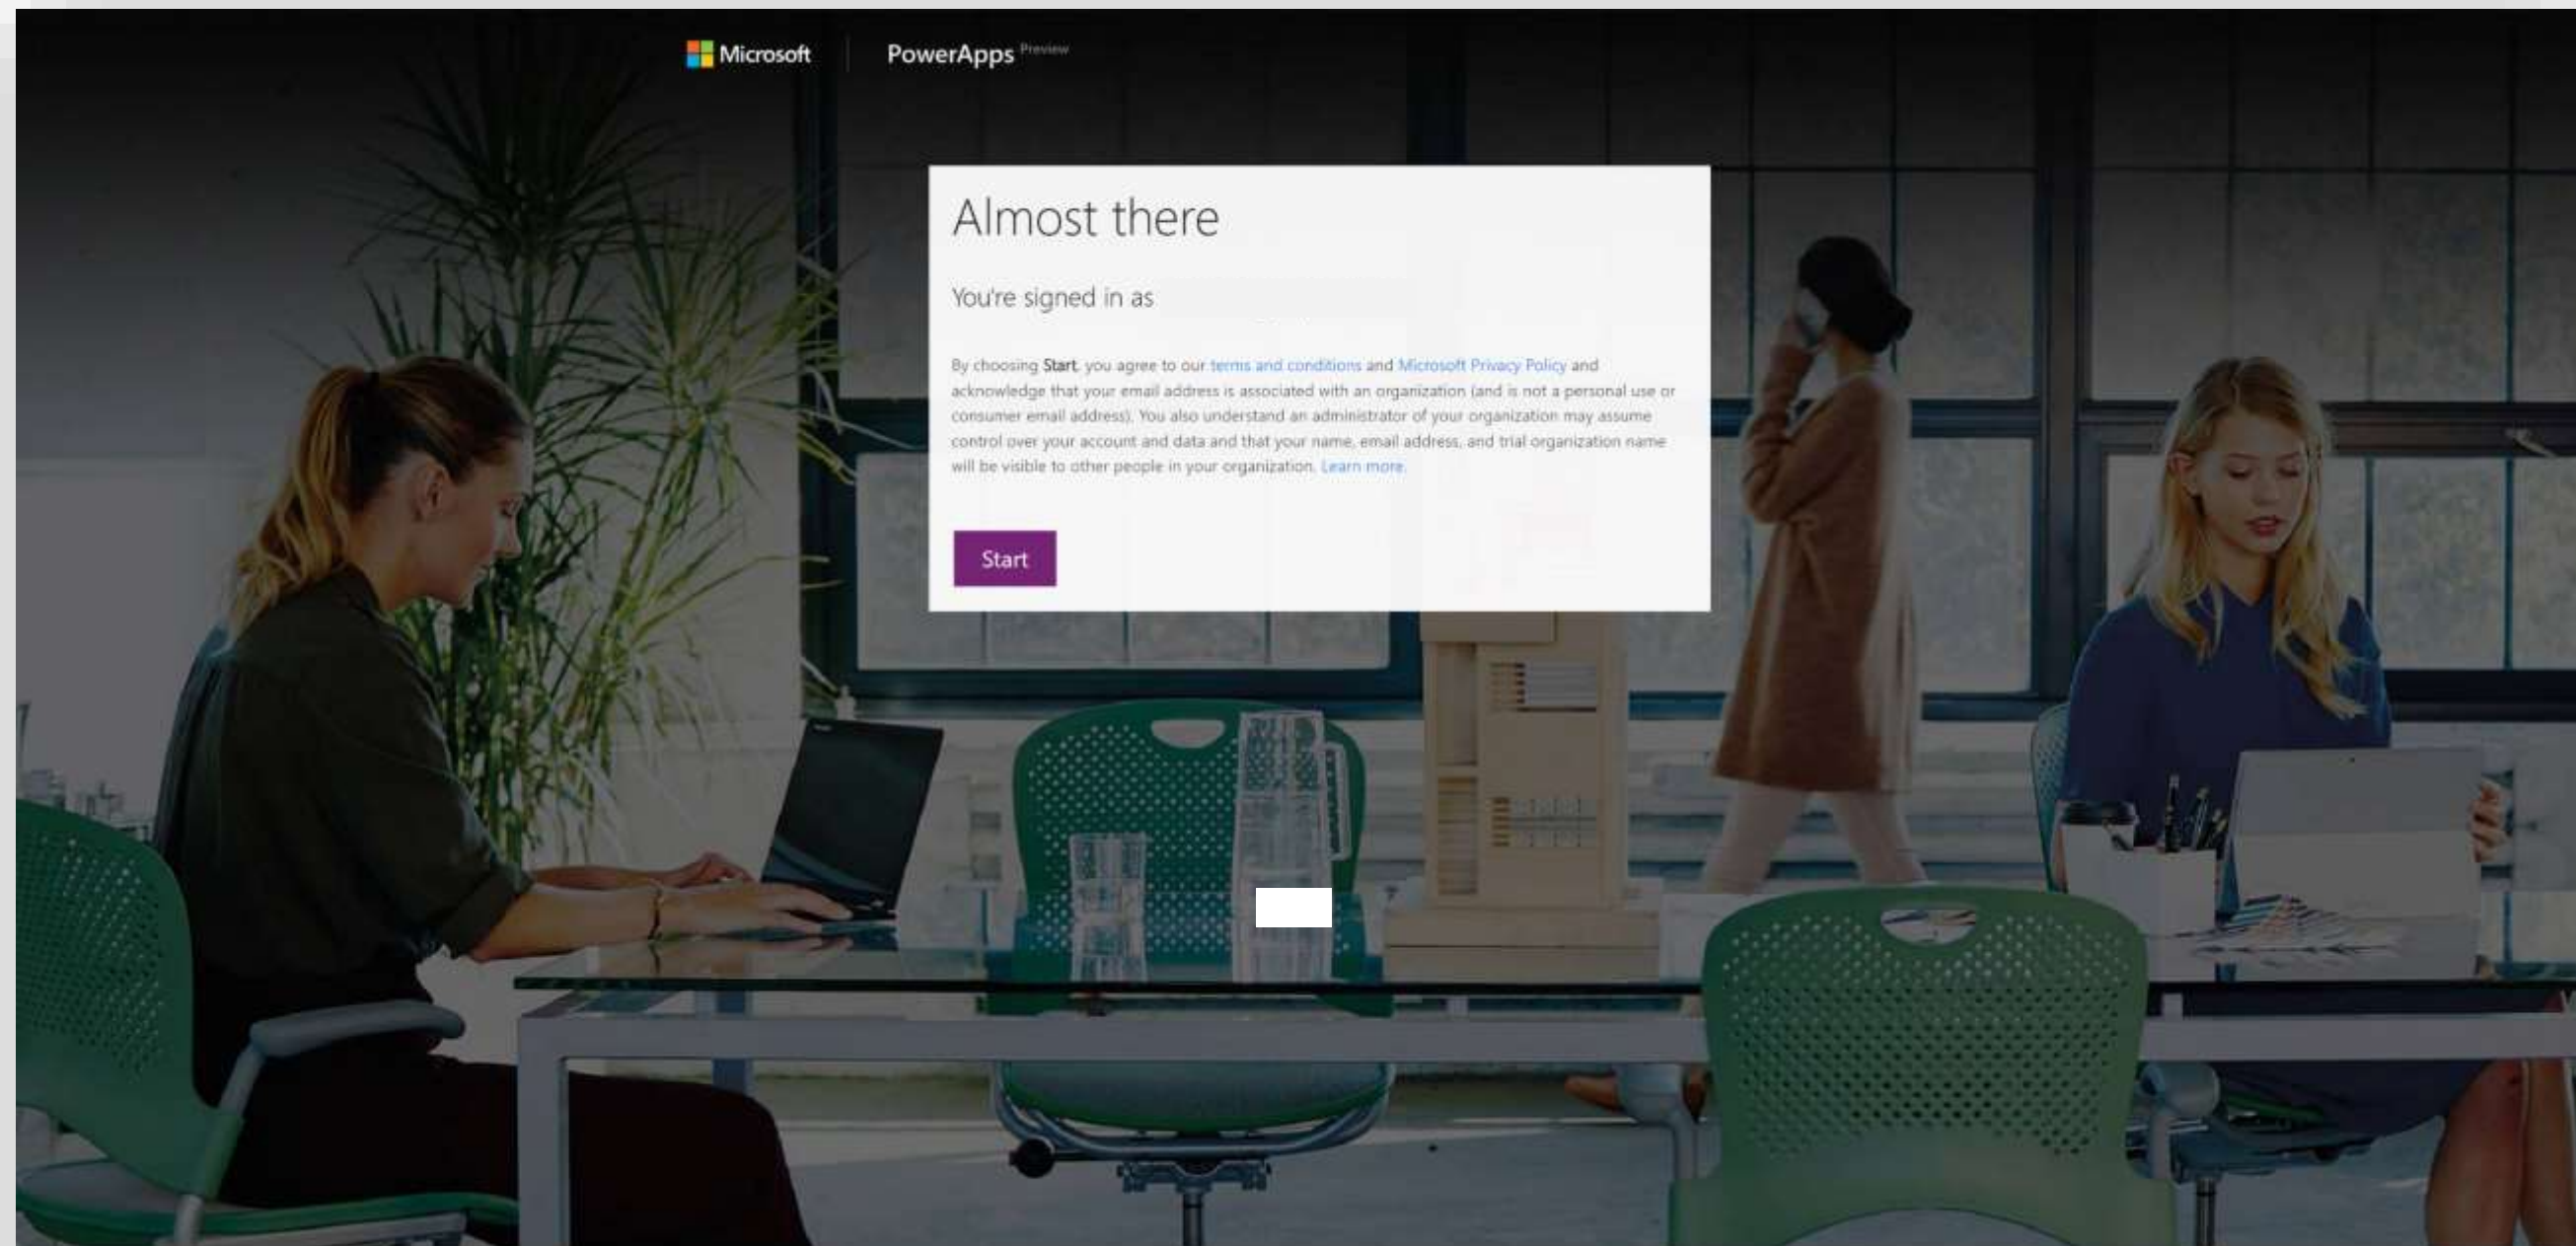 Microsoft
PowerApps Preview
Almost there
You're signed in as
By choosing Start, you agree to our terms and conditions and Microsoft Privacy Policy and
acknowledge that your email address is associated with an organization (and is not a personal use or
consumer email address). You also understand an administrator of your organization may assume
control over your account and data and that your name, email address, and trial organization name
will be visible to other people in your organization. Learn more.
Start